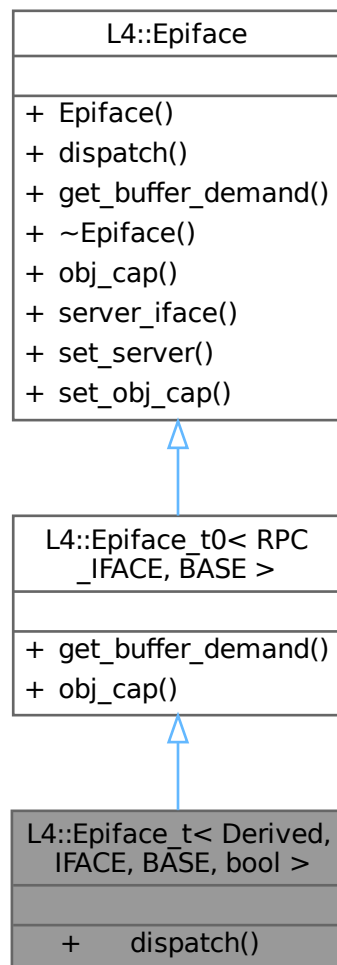 L4::Epiface
+ Epiface()
+ dispatch()
+ get_buffer_demand()
+ ~Epiface()
+ obj_cap()
+ server_iface()
+ set_server()
+ set_obj_cap()
L4::Epiface_t0< RPC
_IFACE, BASE >
+ get_buffer_demand()
+ obj_cap()
L4::Epiface_t< Derived,
IFACE, BASE, bool >
+ dispatch()